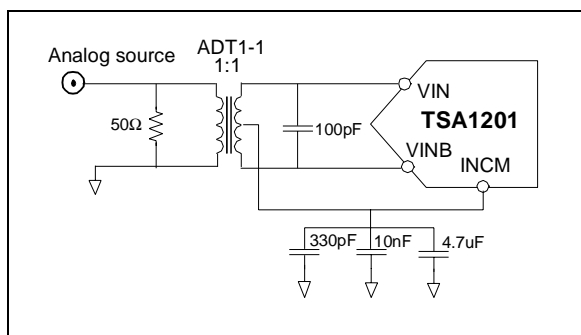 Analog source
ADT1-1
1:1
VIN
TSA1201
50Ω
100pF
VINB
INCM
330pF
10nF
4.7uF